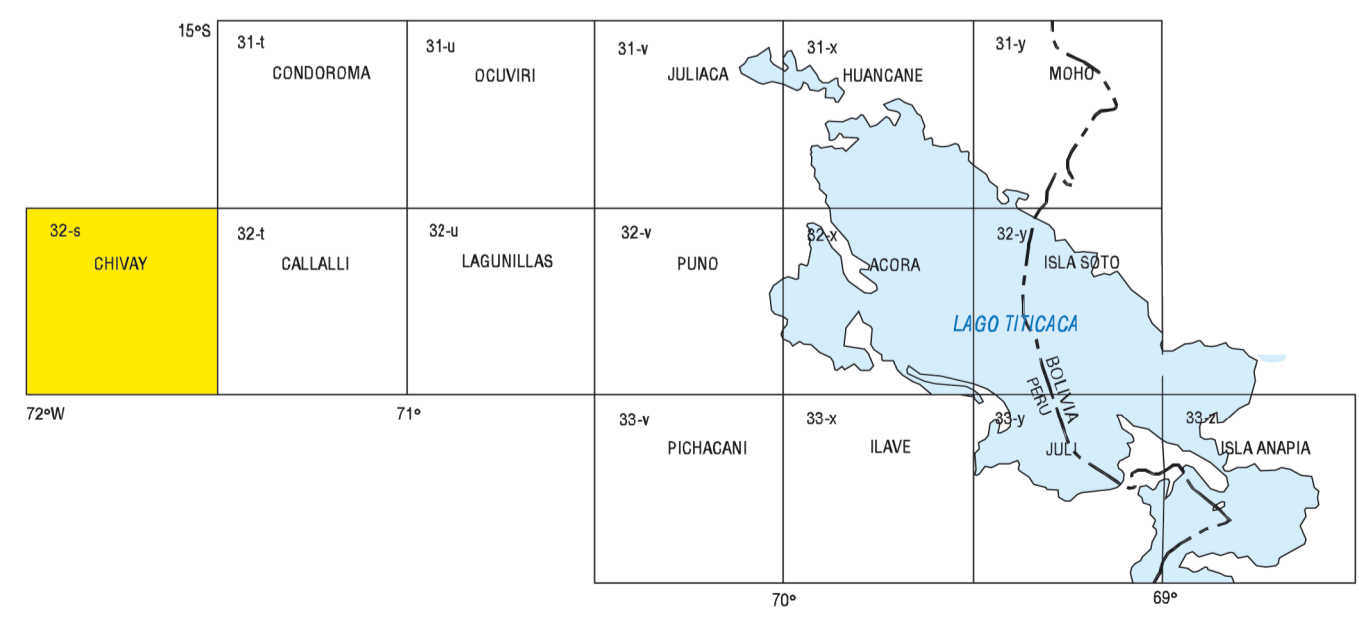 15°S
31-t
CONDOROMA
31-u
OCUVIRI
31-v
JULIACA
31-x
HUANCANE
31-y
MOHO
32-s
CHIVAY
32-t
CALLALLI
32-u
LAGUNILLAS
32-v
PUNO
32-x
ACORA
32-y
ISLA SOTO
LAGO TITICACA
BOLIVIA
PERU
72°W
71°
33-v
PICHACANI
33-x
ILAVE
33-y
JULI
33-z
ISLA ANAPIA
70°
69°